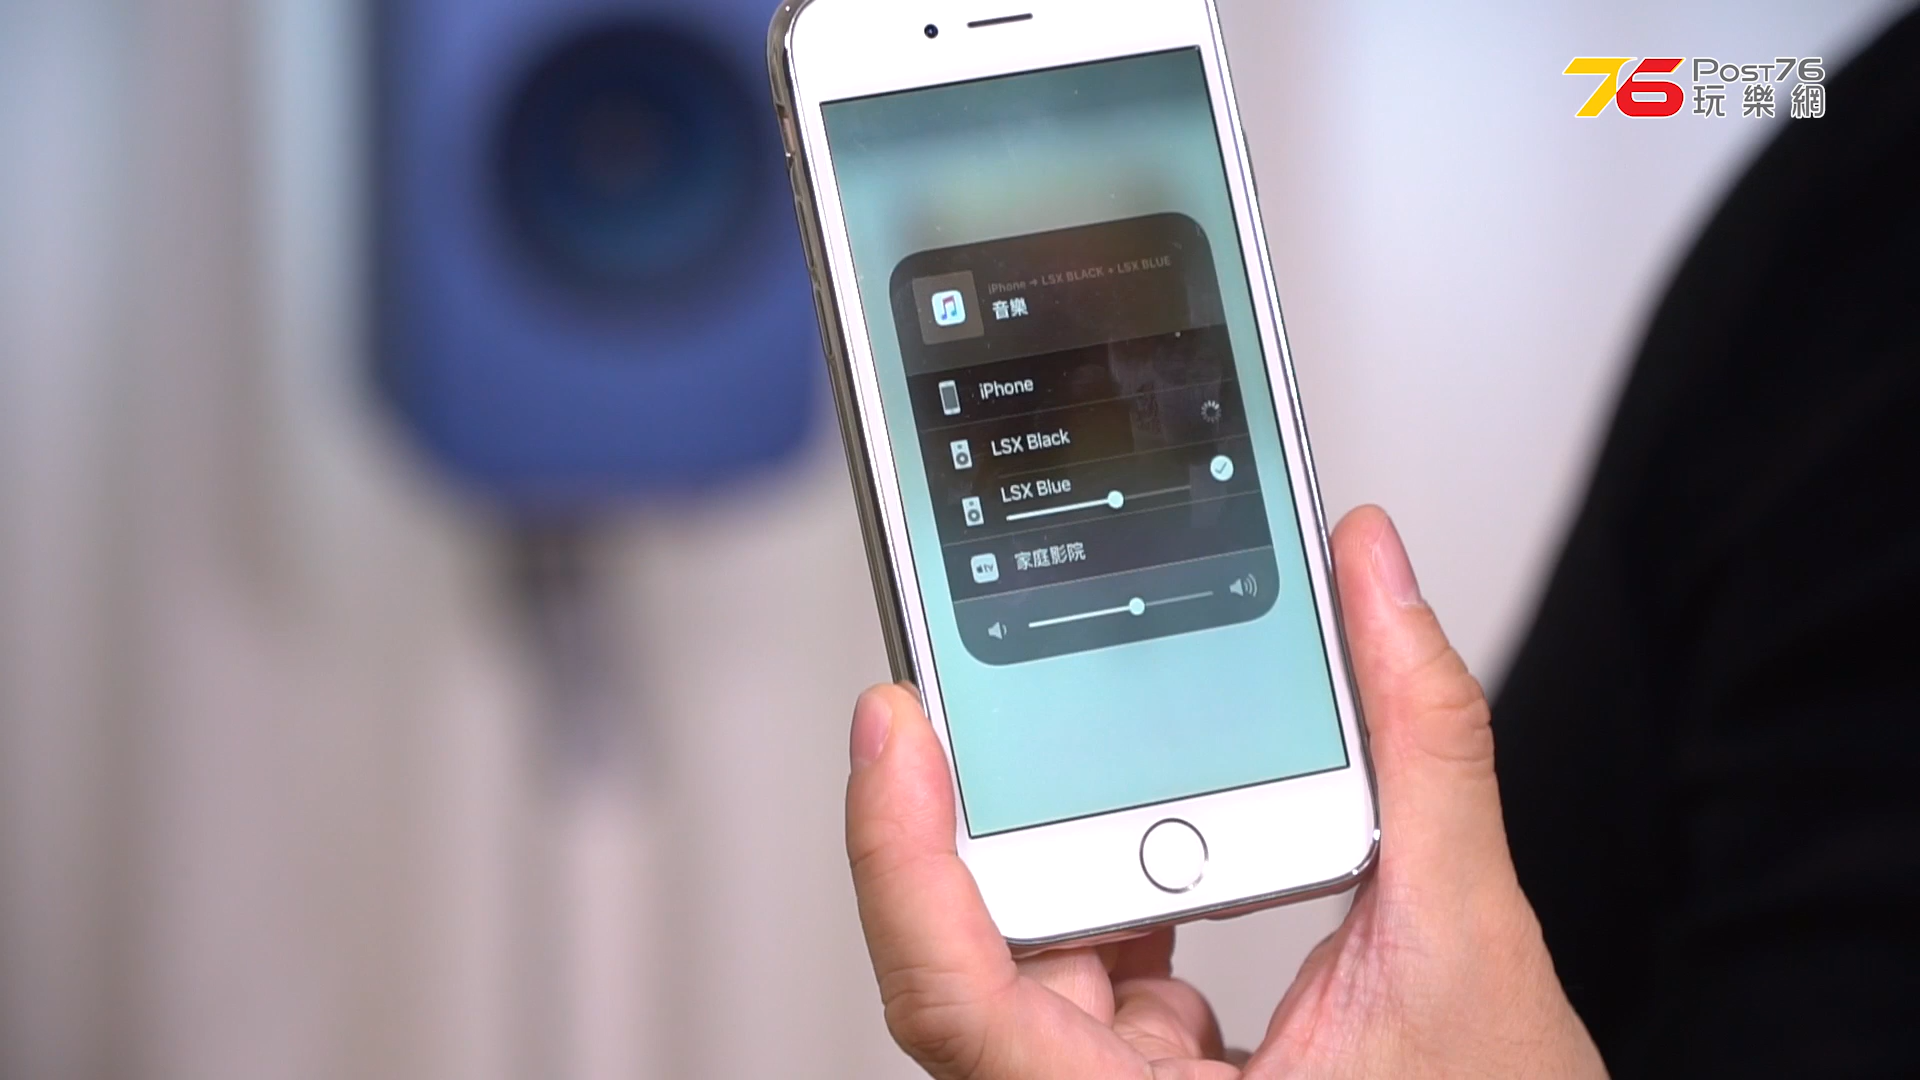 76 POST76
玩樂網
iPhone → LSX BLACK + LSX BLUE
音樂
iPhone
LSX Black
LSX Blue
tv 家庭影院